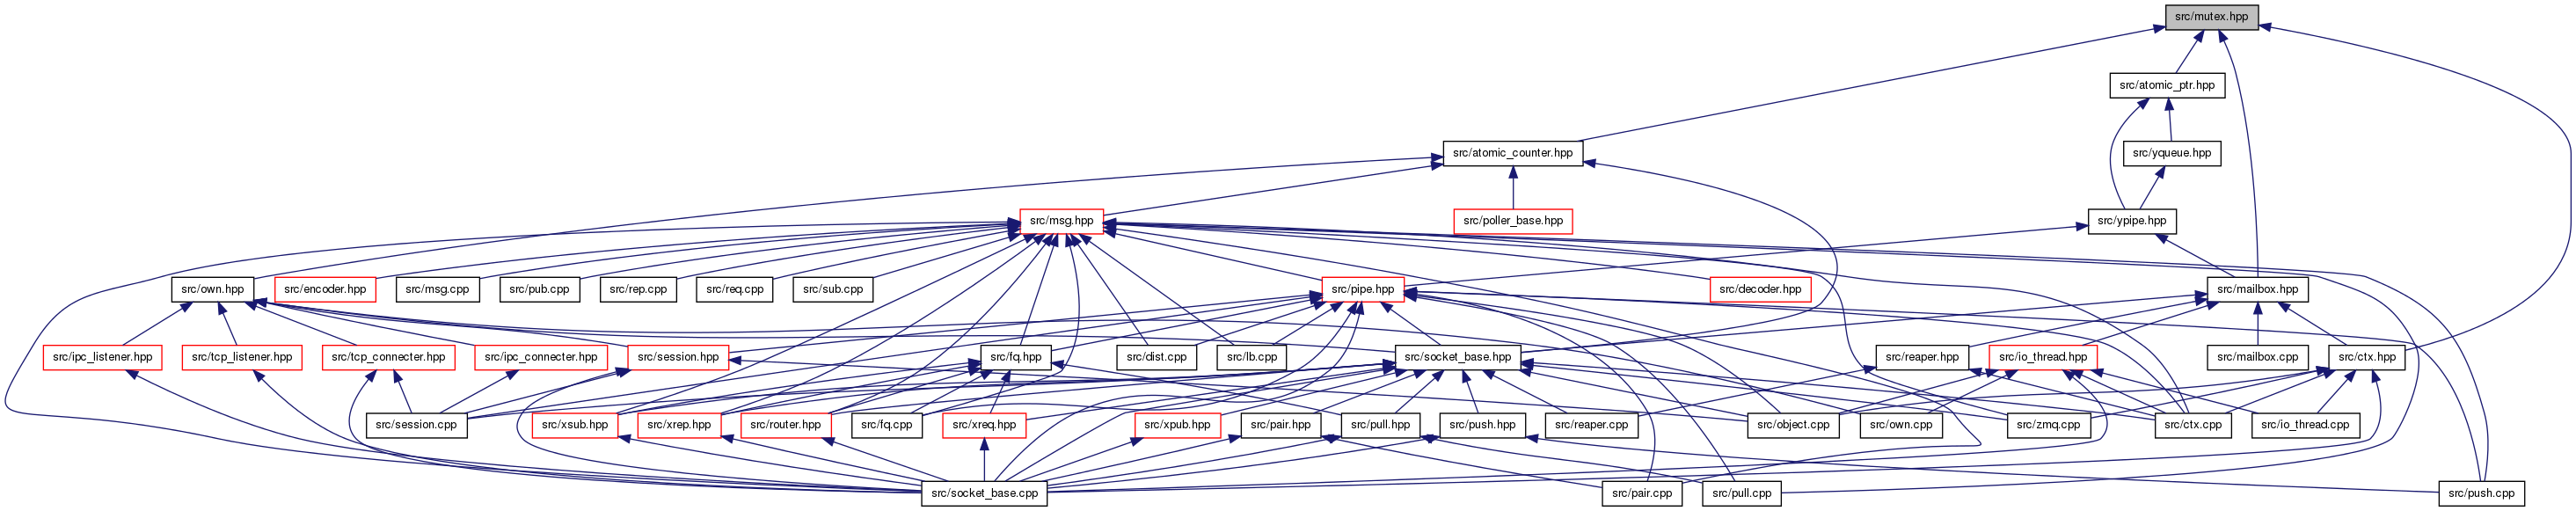 src/mutex.hpp
src/atomic_ptr.hpp
src/atomic_counter.hpp
src/yqueue.hpp
src/msg.hpp
src/poller_base.hpp
src/ypipe.hpp
src/own.hpp
src/encoder.hpp
src/msg.cpp
src/pub.cpp
src/rep.cpp
src/req.cpp
src/sub.cpp
src/pipe.hpp
src/decoder.hpp
src/mailbox.hpp
src/ipc_listener.hpp
src/tcp_listener.hpp
src/tcp_connecter.hpp
src/ipc_connecter.hpp
src/session.hpp
src/fq.hpp
src/dist.cpp
src/lb.cpp
src/socket_base.hpp
src/reaper.hpp
src/io_thread.hpp
src/mailbox.cpp
src/ctx.hpp
src/session.cpp
src/xsub.hpp
src/xrep.hpp
src/router.hpp
src/fq.cpp
src/xreq.hpp
src/xpub.hpp
src/pair.hpp
src/pull.hpp
src/push.hpp
src/reaper.cpp
src/object.cpp
src/own.cpp
src/zmq.cpp
src/ctx.cpp
src/io_thread.cpp
src/socket_base.cpp
src/pair.cpp
src/pull.cpp
src/push.cpp